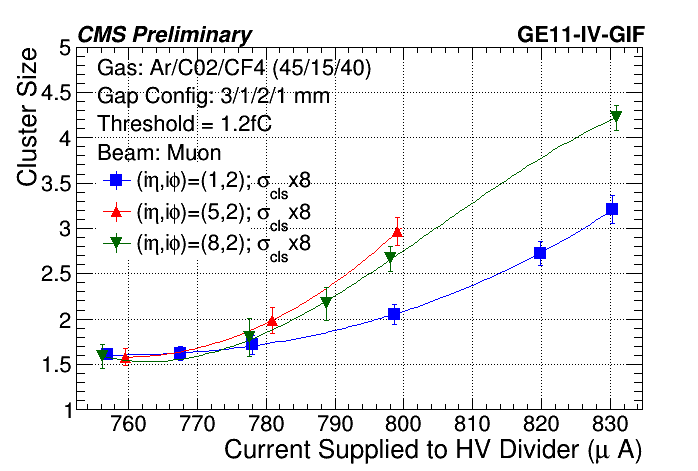 CMS Preliminary
GE11-IV-GIF
Cluster Size
5
4.5
4
3.5
3
2.5
2
1.5
1
Gas: Ar/C02/CF4 (45/15/40)
Gap Config: 3/1/2/1 mm
Threshold = 1.2fC
Beam: Muon
(iη,iϕ)=(1,2); σcls x8
(iη,iϕ)=(5,2); σcls x8
(iη,iϕ)=(8,2); σcls x8
760 770 780 790 800 810 820 830
Current Supplied to HV Divider (μ A)